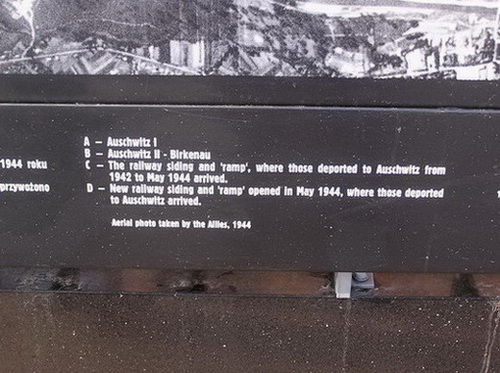 1944 roku
przywożono
A – Auschwitz I
B – Auschwitz II - Birkenau
C – The railway siding and 'ramp', where those deported to Auschwitz from
1942 to May 1944 arrived.
D – New railway siding and 'ramp' opened in May 1944, where those deported
to Auschwitz arrived.
Aerial photo taken by the Allies, 1944